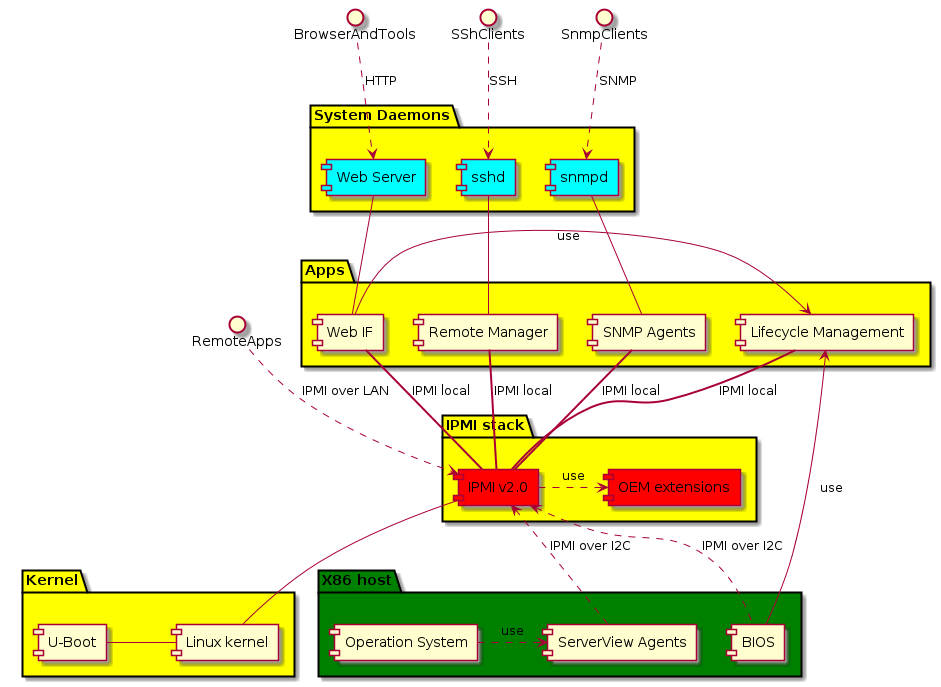 BrowserAndTools
SShClients
SnmpClients
HTTP
SSH
SNMP
System Daemons
Web Server
sshd
snmpd
use
Apps
Web IF
Remote Manager
SNMP Agents
Lifecycle Management
RemoteApps
IPMI over LAN
IPMI local
IPMI local
IPMI local
IPMI local
IPMI stack
IPMI v2.0
use
OEM extensions
use
IPMI over I2C
IPMI over I2C
Kernel
X86 host
U-Boot
Linux kernel
Operation System
use
ServerView Agents
BIOS